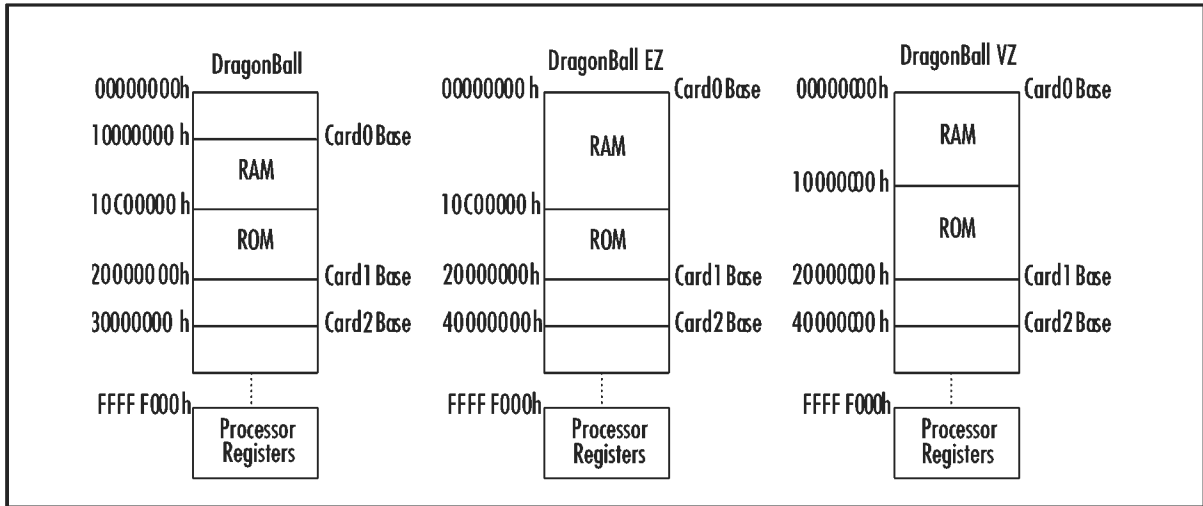 DragonBall
00000000h
10000000 h
Card0 Base
RAM
10C00000 h
ROM
20000000h
Card1 Base
30000000 h
Card2 Base
FFFF F000h
Processor
Registers
DragonBall EZ
00000000 h
Card0 Base
RAM
10C00000 h
ROM
20000000h
Card1 Base
40000000h
Card2 Base
FFFF F000h
Processor
Registers
DragonBall VZ
00000000 h
Card0 Base
RAM
10000000 h
ROM
20000000 h
Card1 Base
40000000 h
Card2 Base
FFFF F000h
Processor
Registers